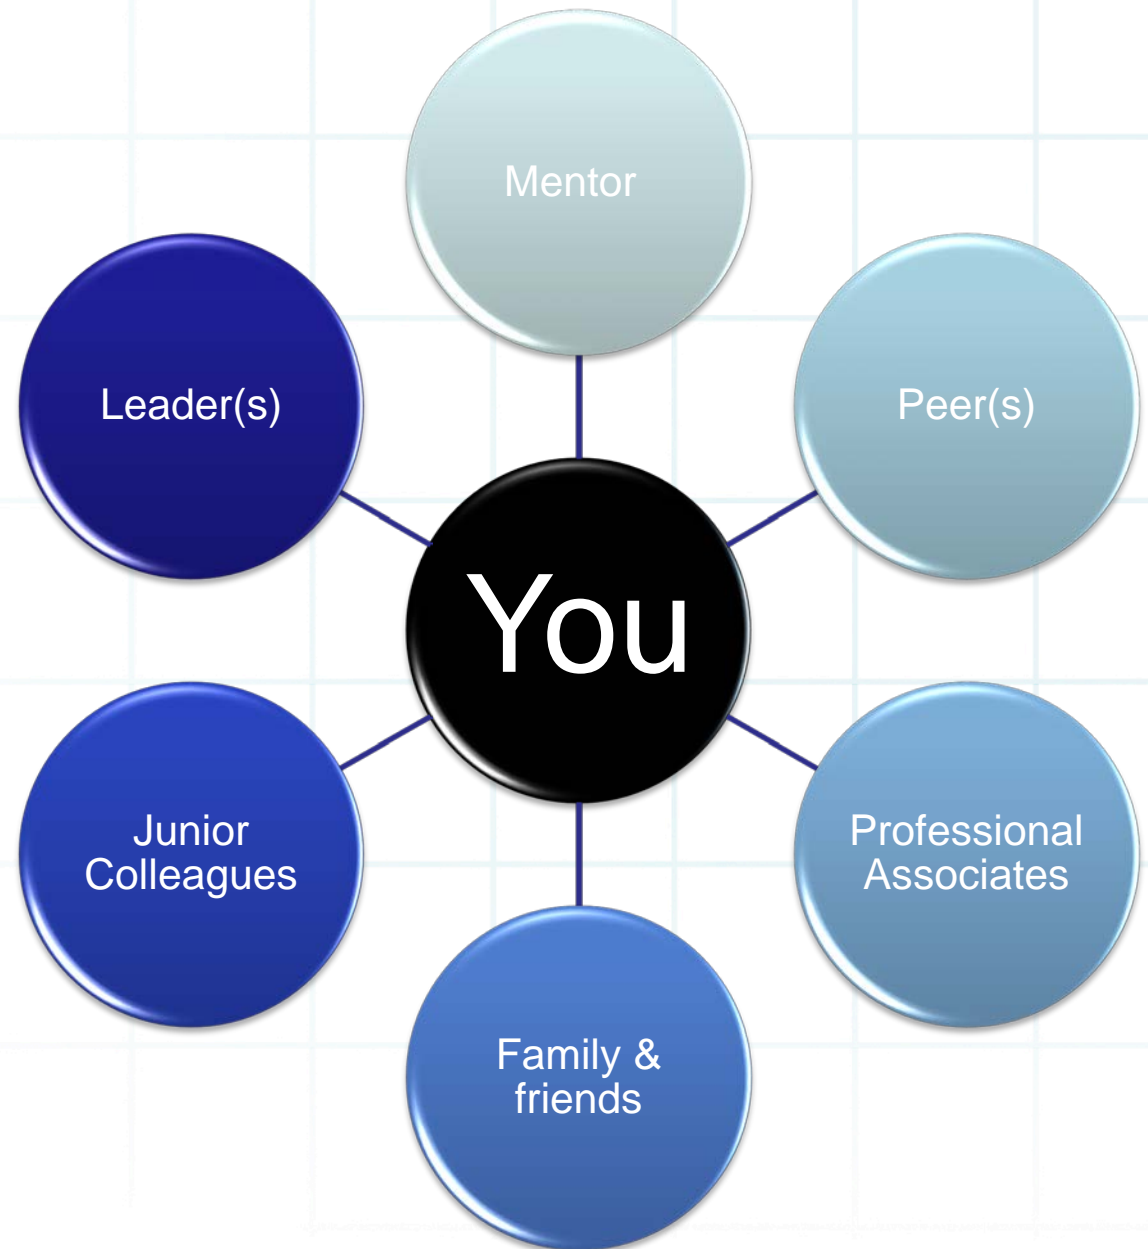 Mentor
Leader(s)
Peer(s)
You
Junior
Colleagues
Professional
Associates
Family &
friends